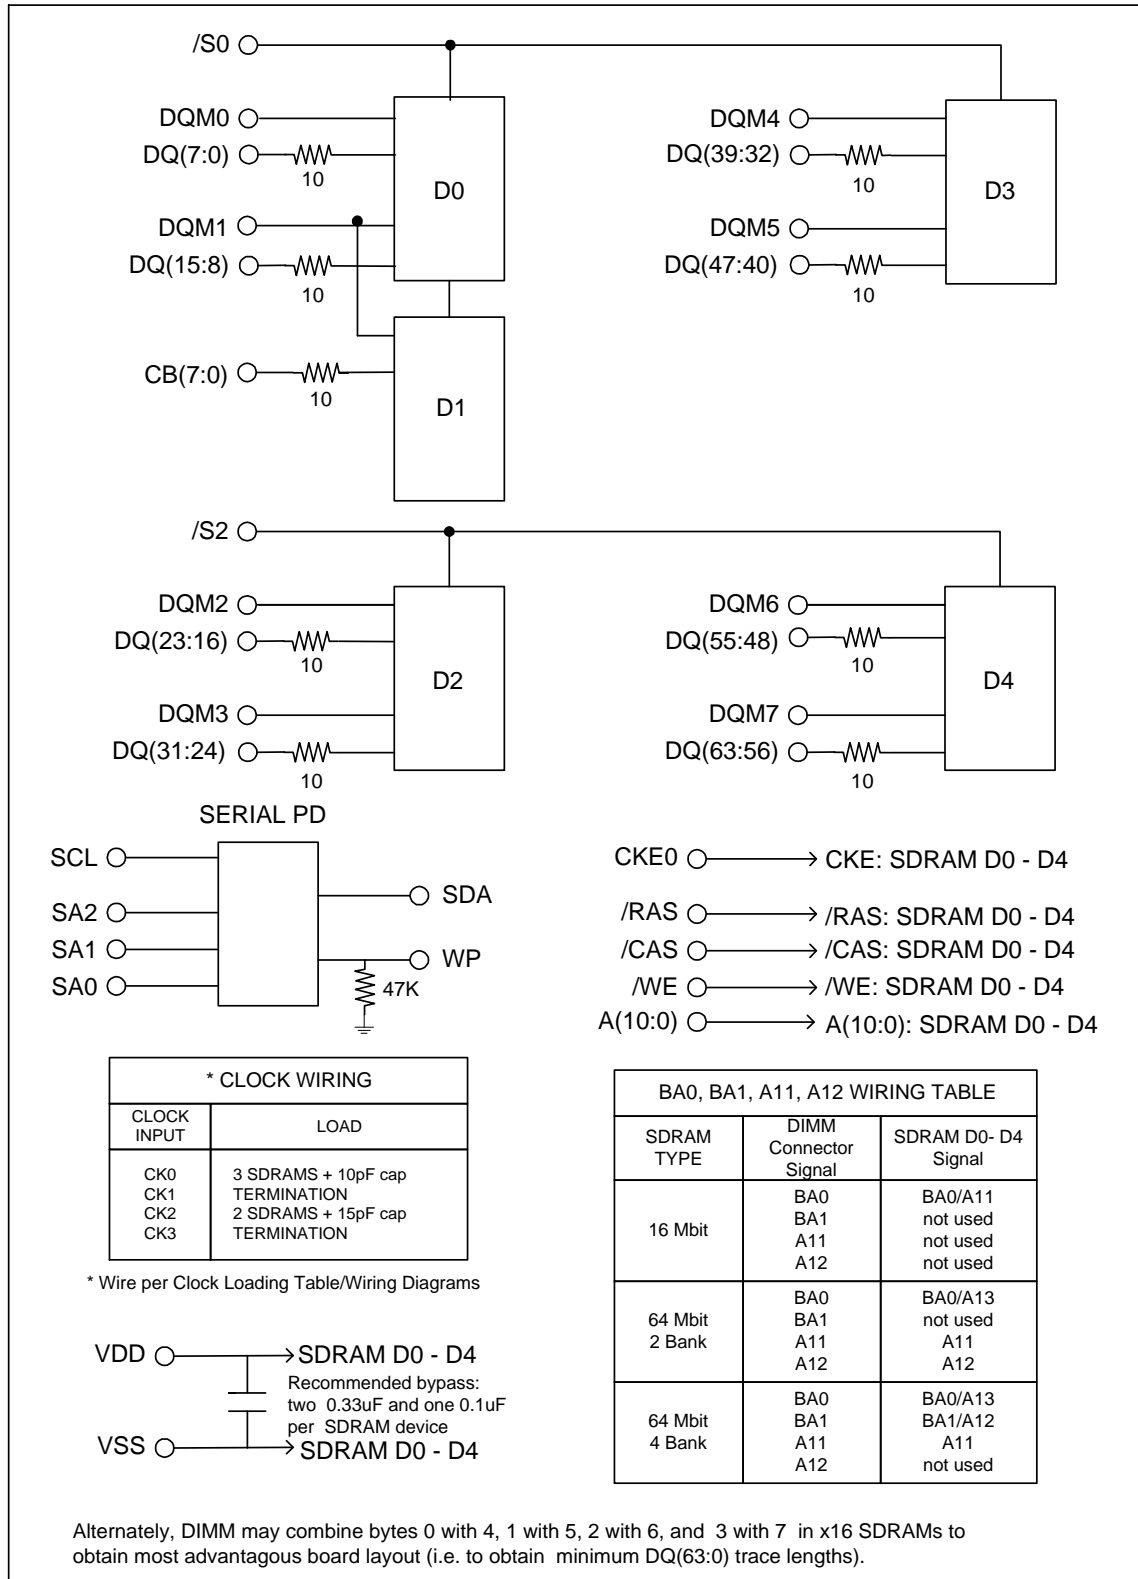 /S0
DQM0
DQ(7:0)
10
DQM1
DQ(15:8)
10
D0
CB(7:0)
10
D1
DQM4
DQ(39:32)
10
DQM5
DQ(47:40)
10
D3
/S2
DQM2
DQ(23:16)
10
DQM3
DQ(31:24)
10
D2
DQM6
DQ(55:48)
10
DQM7
DQ(63:56)
10
D4
SERIAL PD
SCL
SA2
SA1
SA0
SDA
WP
47K
CKE0 CKE: SDRAM D0 - D4
/RAS /RAS: SDRAM D0 - D4
/CAS /CAS: SDRAM D0 - D4
/WE /WE: SDRAM D0 - D4
A(10:0) A(10:0): SDRAM D0 - D4
* CLOCK WIRING
CLOCK INPUT LOAD
CK0 3 SDRAMS + 10pF cap
CK1 TERMINATION
CK2 2 SDRAMS + 15pF cap
CK3 TERMINATION
* Wire per Clock Loading Table/Wiring Diagrams
VDD SDRAM D0 - D4
Recommended bypass:
two 0.33uF and one 0.1uF
per SDRAM device
VSS SDRAM D0 - D4
BA0, BA1, A11, A12 WIRING TABLE
SDRAM TYPE DIMM Connector Signal SDRAM D0- D4 Signal
16 Mbit
BA0 BA0/A11
BA1 not used
A11 not used
A12 not used
64 Mbit
2 Bank
BA0 BA0/A13
BA1 not used
A11 A11
A12 A12
64 Mbit
4 Bank
BA0 BA0/A13
BA1 BA1/A12
A11 A11
A12 not used
Alternately, DIMM may combine bytes 0 with 4, 1 with 5, 2 with 6, and 3 with 7 in x16 SDRAMs to
obtain most advantagous board layout (i.e. to obtain minimum DQ(63:0) trace lengths).